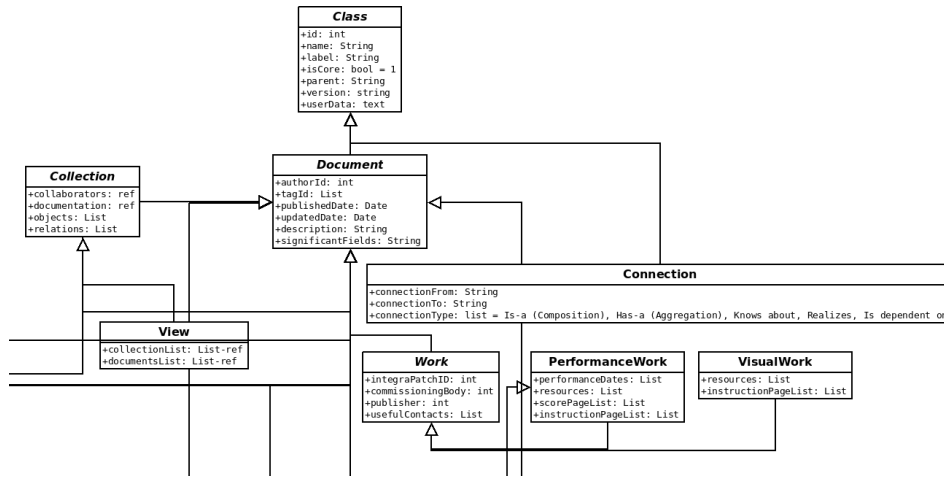 Class
+id: int
+name: String
+label: String
+isCore: bool = 1
+parent: String
+version: string
+userData: text
Document
+authorId: int
+tagId: List
+publishedDate: Date
+updatedDate: Date
+description: String
+significantFields: String
Collection
+collaborators: ref
+documentation: ref
+objects: List
+relations: List
Connection
+connectionFrom: String
+connectionTo: String
+connectionType: list = Is-a (Composition), Has-a (Aggregation), Knows about, Realizes, Is dependent on
View
+collectionList: List-ref
+documentsList: List-ref
Work
+integraPatchID: int
+commissioningBody: int
+publisher: int
+usefulContacts: List
PerformanceWork
+performanceDates: List
+resources: List
+scorePageList: List
+instructionPageList: List
VisualWork
+resources: List
+instructionPageList: List